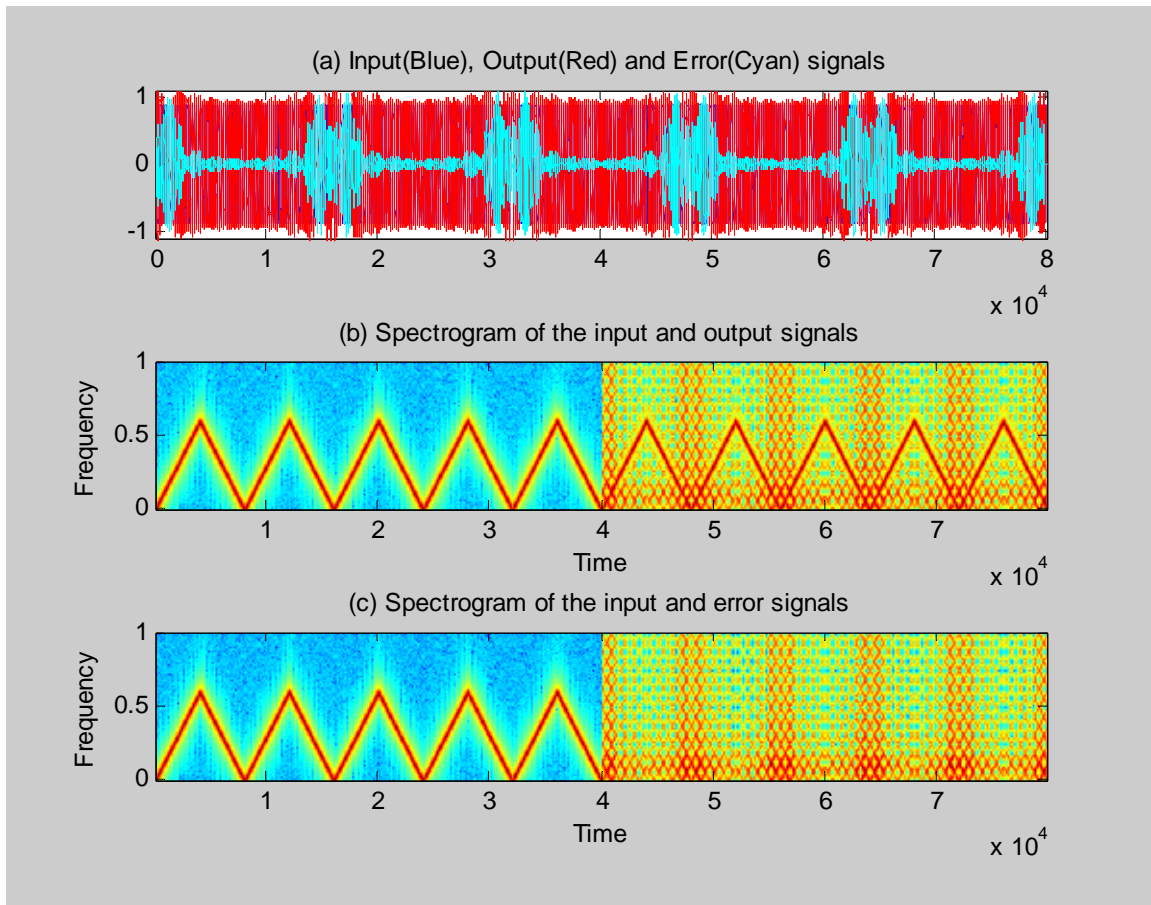 (a) Input(Blue), Output(Red) and Error(Cyan) signals
1
0
-1
0 1 2 3 4 5 6 7 8
x 10^4
(b) Spectrogram of the input and output signals
Frequency
1
0.5
0
1 2 3 4 5 6 7
Time
x 10^4
(c) Spectrogram of the input and error signals
Frequency
1
0.5
0
1 2 3 4 5 6 7
Time
x 10^4